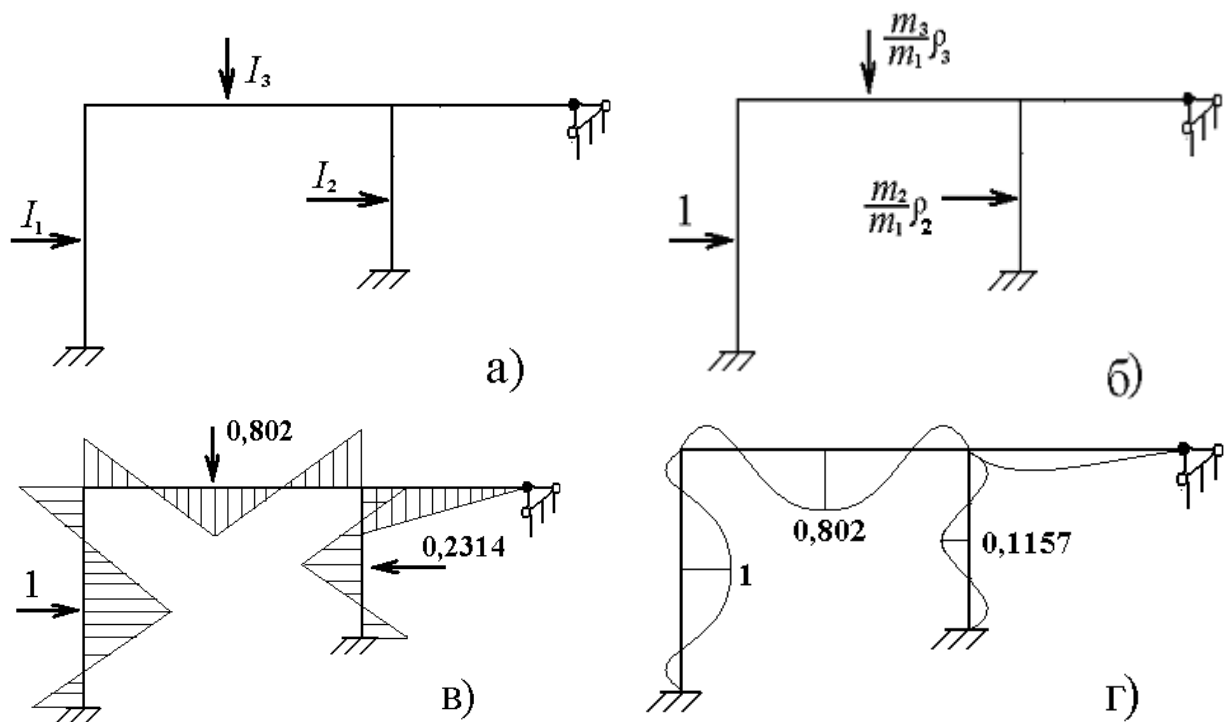 I₃
I₂
I₁
а)
m₃/m₁ ρ₃
m₂/m₁ ρ₂
1
б)
0,802
0,2314
1
в)
0,802
0,1157
1
г)